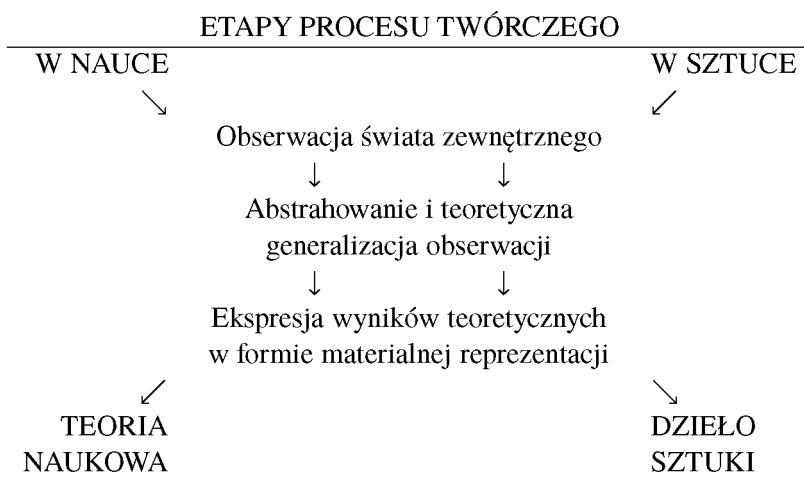 ETAPY PROCESU TWÓRCZEGO
W NAUCE W SZTUCE
Obserwacja świata zewnętrznego
Abstrahowanie i teoretyczna
generalizacja obserwacji
Ekspresja wyników teoretycznych
w formie materialnej reprezentacji
TEORIA DZIEŁO
NAUKOWA SZTUKI